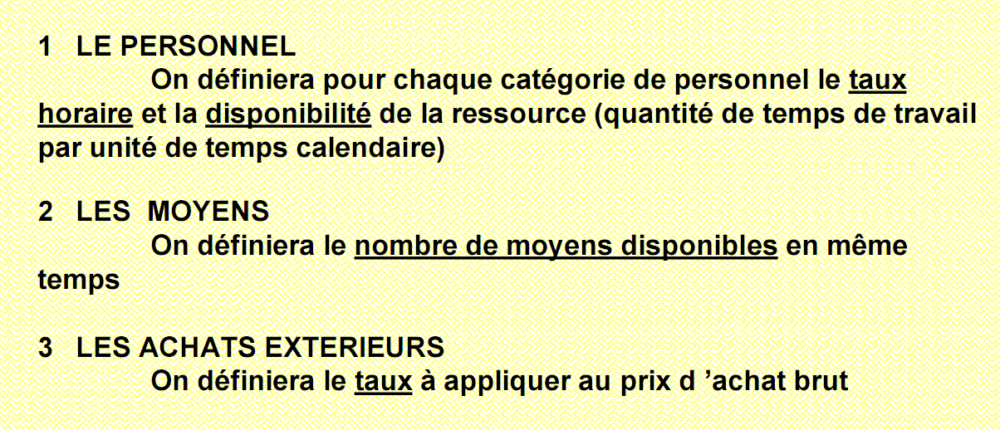 1 LE PERSONNEL
On définiera pour chaque catégorie de personnel le taux
horaire et la disponibilité de la ressource (quantité de temps de travail
par unité de temps calendaire)
2 LES MOYENS
On définiera le nombre de moyens disponibles en même
temps
3 LES ACHATS EXTERIEURS
On définiera le taux à appliquer au prix d ’achat brut